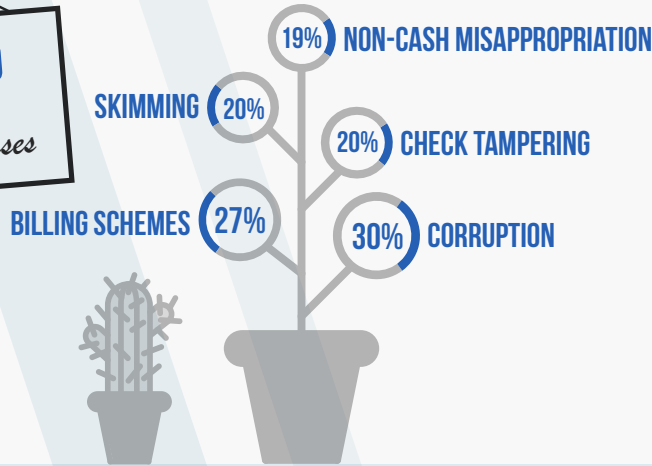 19% NON-CASH MISAPPROPRIATION
SKIMMING 20%
20% CHECK TAMPERING
BILLING SCHEMES 27%
30% CORRUPTION